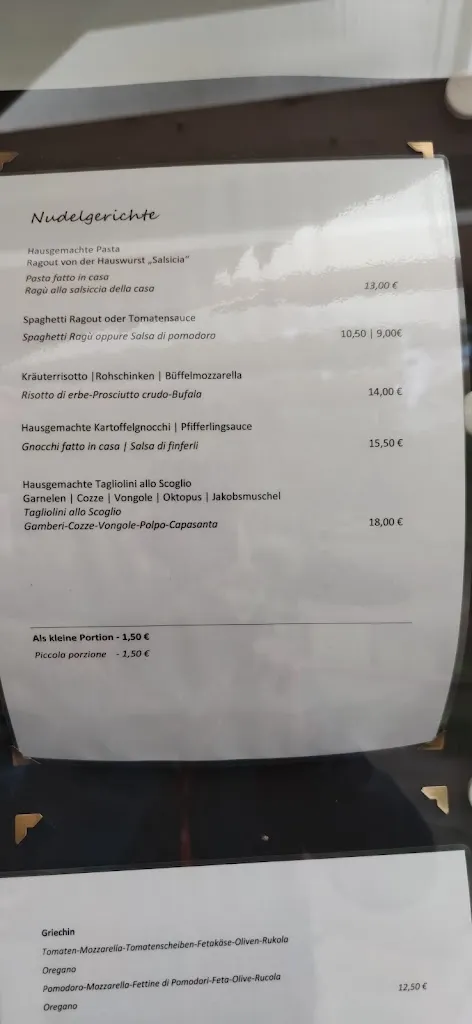 Nudelgerichte
Hausgemachte Pasta
Ragout von der Hauswurst „Salsicia“
Pasta fatto in casa
Ragù alla salsiccia della casa 13,00 €
Spaghetti Ragout oder Tomatensauce
Spaghetti Ragù oppure Salsa di pomodoro 10,50 | 9,00€
Kräuterrisotto |Rohschinken | Büffelmozzarella
Risotto di erbe-Prosciutto crudo-Bufala 14,00 €
Hausgemachte Kartoffelgnocchi | Pfifferlingsauce
Gnocchi fatto in casa | Salsa di finferli 15,50 €
Hausgemachte Tagliolini allo Scoglio
Garnelen | Cozze | Vongole | Oktopus | Jakobsmuschel
Tagliolini allo Scoglio
Gamberi-Cozze-Vongole-Polpo-Capasanta 18,00 €
Als kleine Portion - 1,50 €
Piccola porzione - 1,50 €
Griechin
Tomaten-Mozzarella-Tomatenscheiben-Fetakäse-Oliven-Rukola
Oregano
Pomodoro-Mozzarella-Fettine di Pomodori-Feta-Olive-Rucola 12,50 €
Oregano